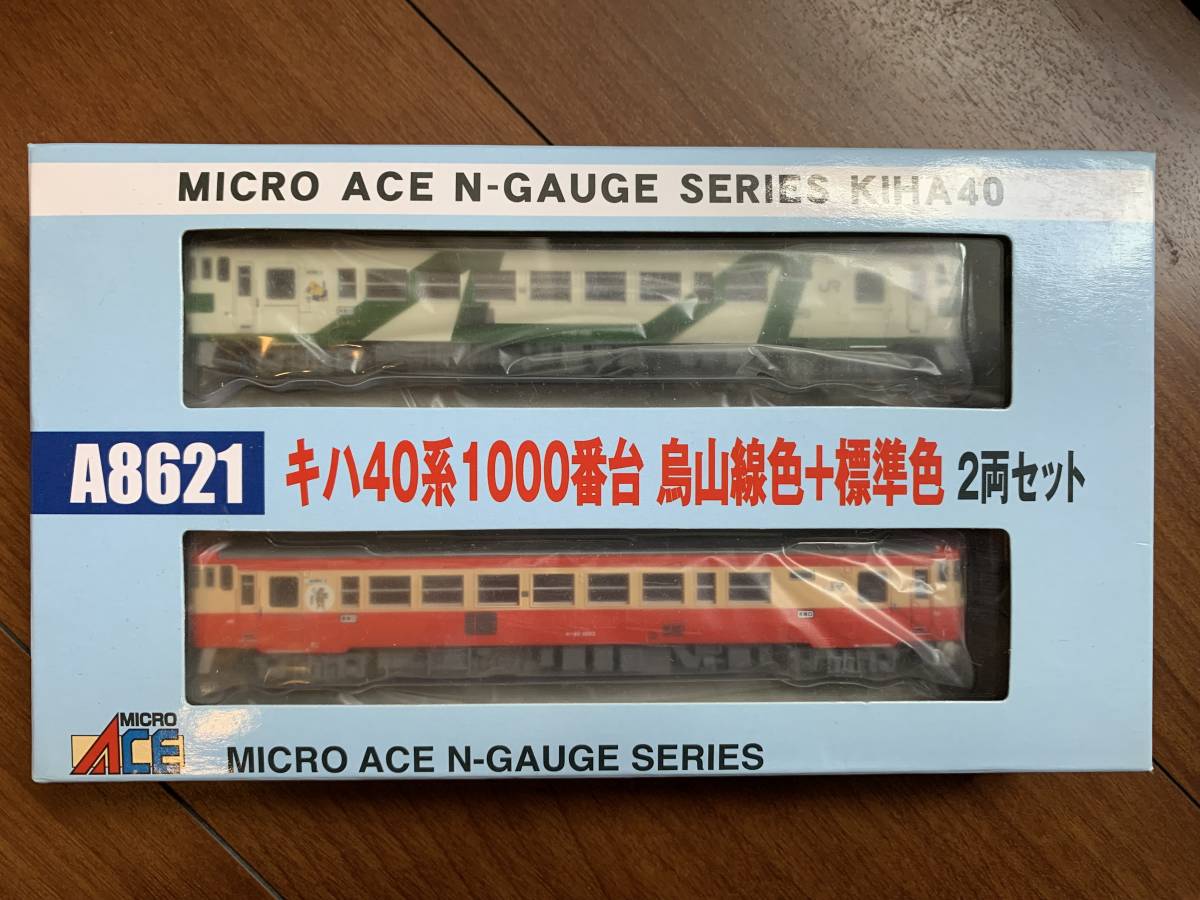 MICRO ACE N-GAUGE SERIES KIHA40
JR
A8621 キハ40系1000番台 烏山線色+標準色 2両セット
MICRO
ACE
MICRO ACE N-GAUGE SERIES